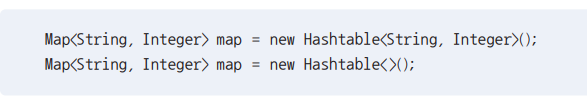 Map<String, Integer> map = new Hashtable<String, Integer>();
Map<String, Integer> map = new Hashtable<>();